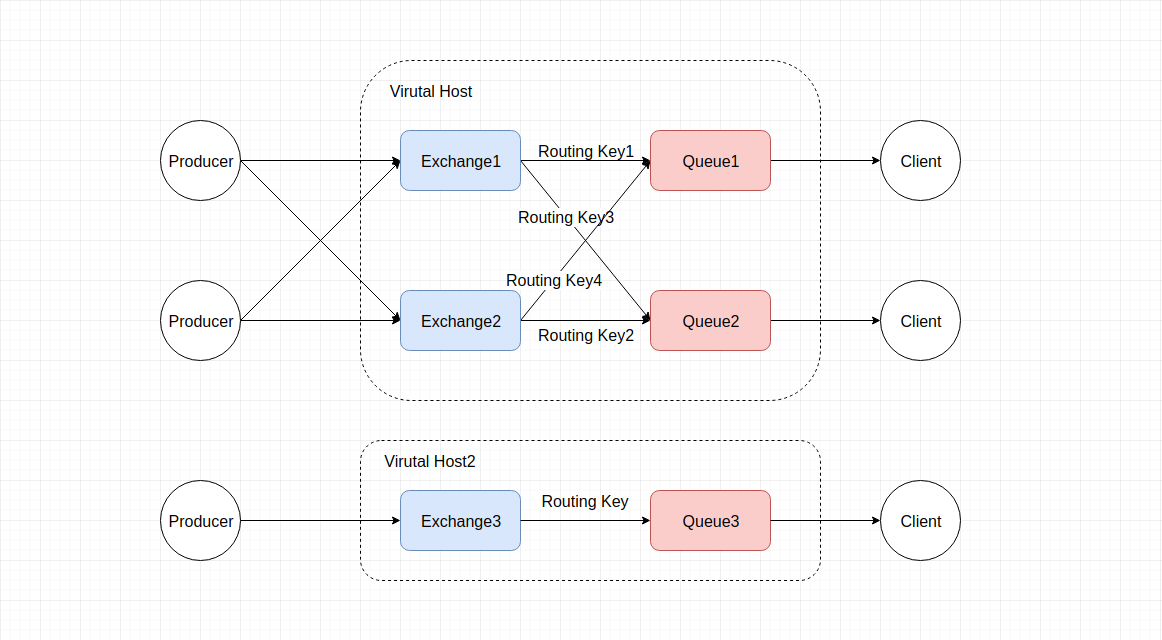 Virutal Host
Producer
Exchange1
Routing Key1
Queue1
Client
Routing Key3
Routing Key4
Producer
Exchange2
Routing Key2
Queue2
Client
Virutal Host2
Producer
Exchange3
Routing Key
Queue3
Client